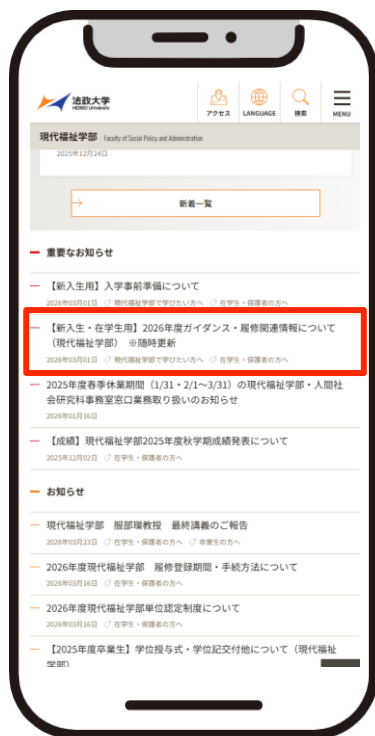 法政大学
HOSEI University
アクセス
LANGUAGE
検索
MENU
現代福祉学部 Faculty of Social Policy and Administration
2025年12月24日
新着一覧
重要なお知らせ
【新入生用】入学事前準備について
2026年03月01日 現代福祉学部で学びたい方へ 在学生・保護者の方へ
【新入生・在学生用】2026年度ガイダンス・履修関連情報について
（現代福祉学部） ※随時更新
2026年03月01日 現代福祉学部で学びたい方へ 在学生・保護者の方へ
2025年度春季休業期間（1/31・2/1～3/31）の現代福祉学部・人間社
会研究科事務室窓口業務取り扱いのお知らせ
2026年01月16日
【成績】現代福祉学部2025年度秋学期成績発表について
2025年12月02日 在学生・保護者の方へ
お知らせ
現代福祉学部 服部環教授 最終講義のご報告
2026年03月23日 在学生・保護者の方へ 卒業生の方へ
2026年度現代福祉学部 履修登録期間・手続方法について
2026年03月16日 在学生・保護者の方へ
2026年度現代福祉学部単位認定制度について
2026年03月16日 在学生・保護者の方へ
【2025年度卒業生】学位授与式・学位記交付他について（現代福祉
学部）